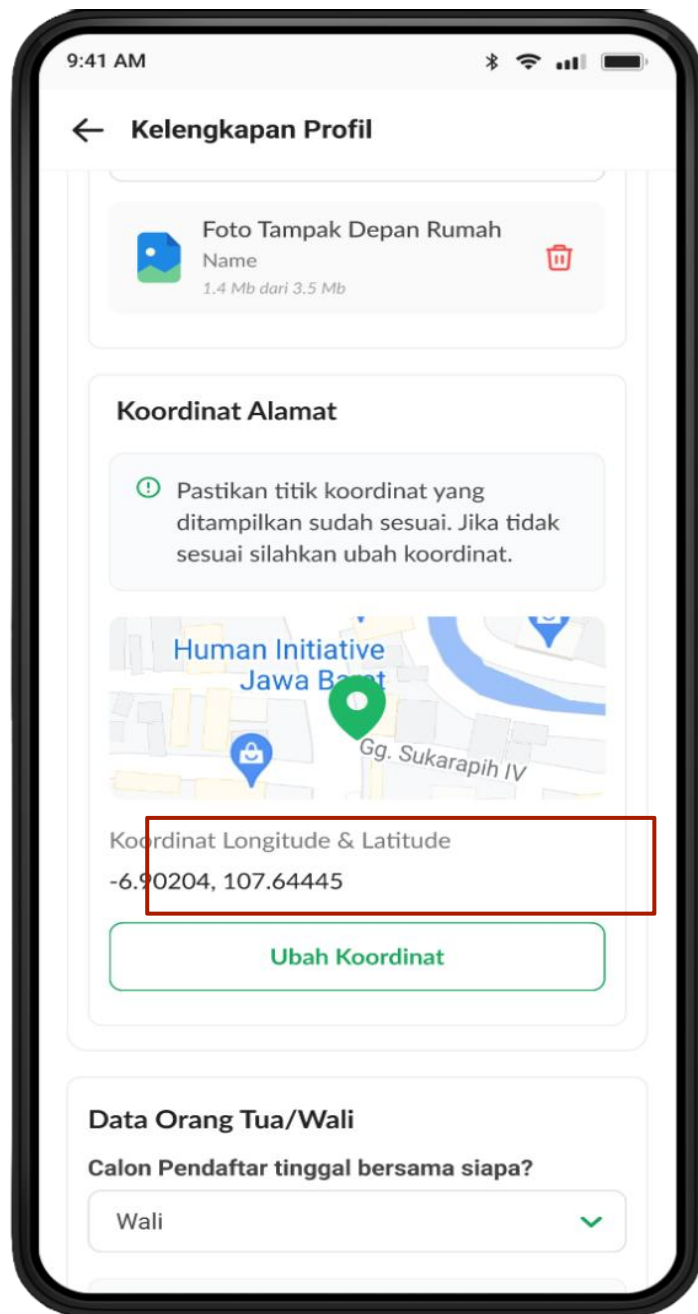 9:41 AM
Kelengkapan Profil
Foto Tampak Depan Rumah
Name
1.4 Mb dari 3.5 Mb
Koordinat Alamat
Pastikan titik koordinat yang
ditampilkan sudah sesuai. Jika tidak
sesuai silahkan ubah koordinat.
Human Initiative
Jawa Barat
Gg. Sukarapih IV
Koordinat Longitude & Latitude
-6.90204, 107.64445
Ubah Koordinat
Data Orang Tua/Wali
Calon Pendaftar tinggal bersama siapa?
Wali